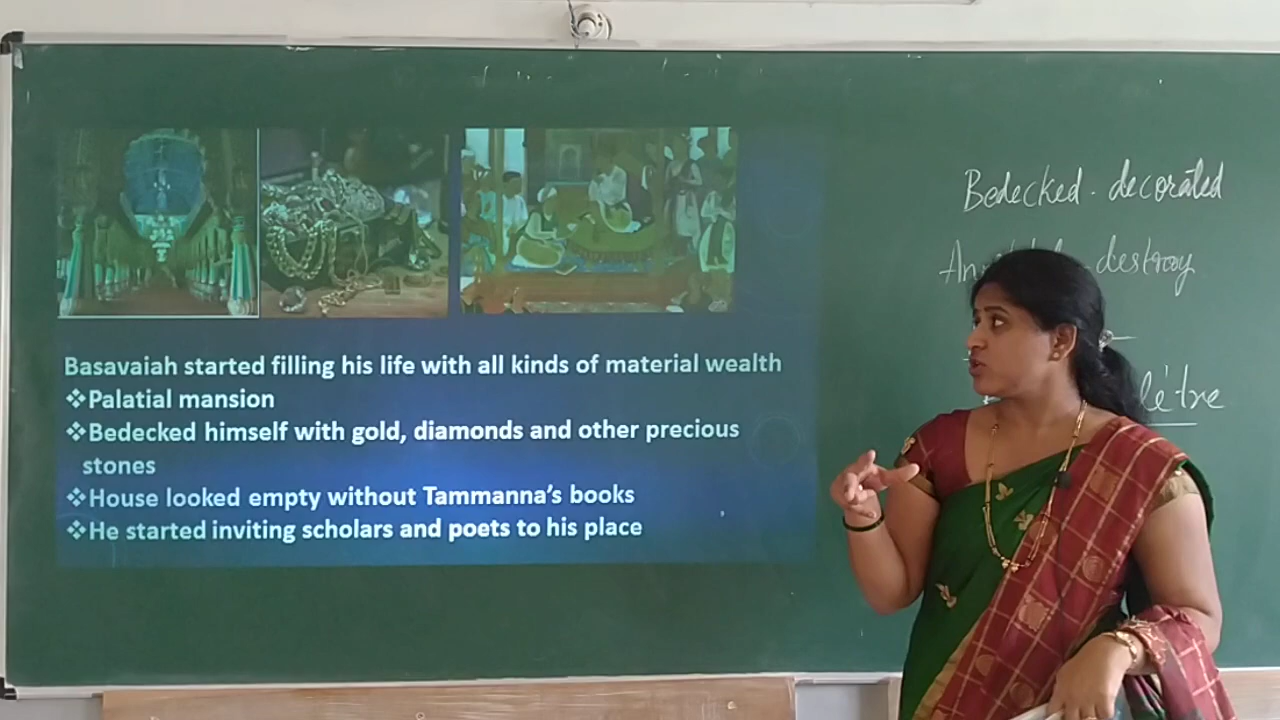 Basavaiah started filling his life with all kinds of material wealth
❖Palatial mansion
❖Bedecked himself with gold, diamonds and other precious
stones
❖House looked empty without Tammanna's books
❖He started inviting scholars and poets to his place
Bedecked - decorated
destroy